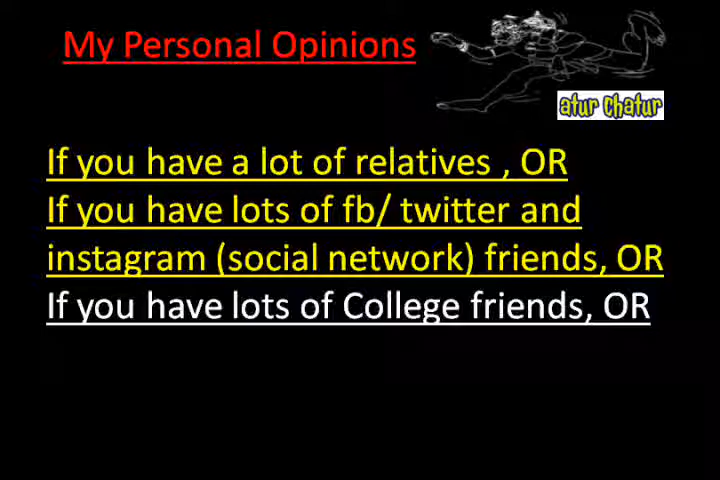 My Personal Opinions
atur chatur
If you have a lot of relatives , OR
If you have lots of fb/ twitter and
instagram (social network) friends, OR
If you have lots of College friends, OR